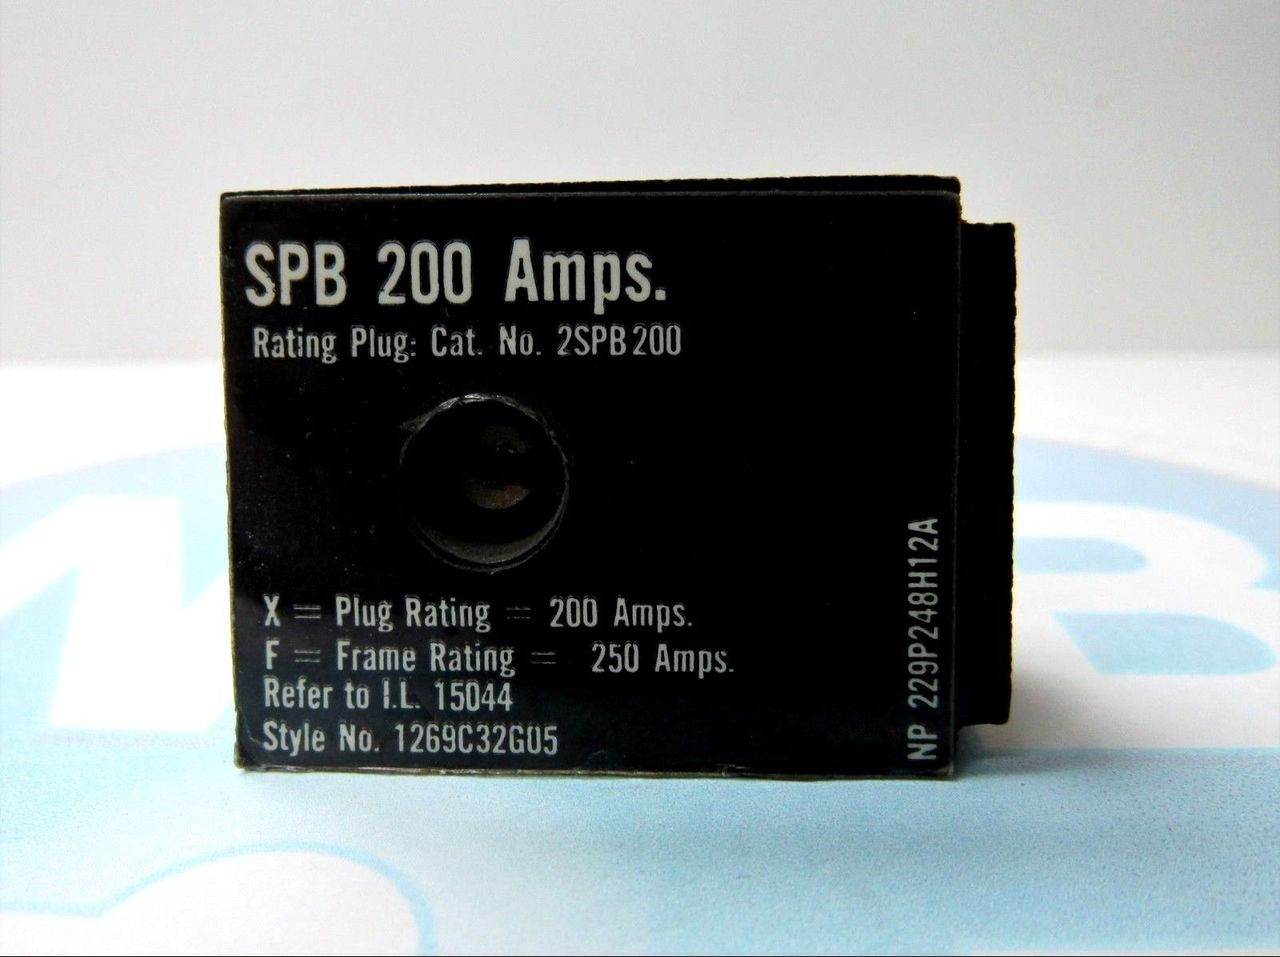 SPB 200 Amps.
Rating Plug: Cat. No. 2SPB200
X = Plug Rating = 200 Amps.
F = Frame Rating = 250 Amps.
Refer to I.L. 15044
Style No. 1269C32G05
NP 229P248H12A